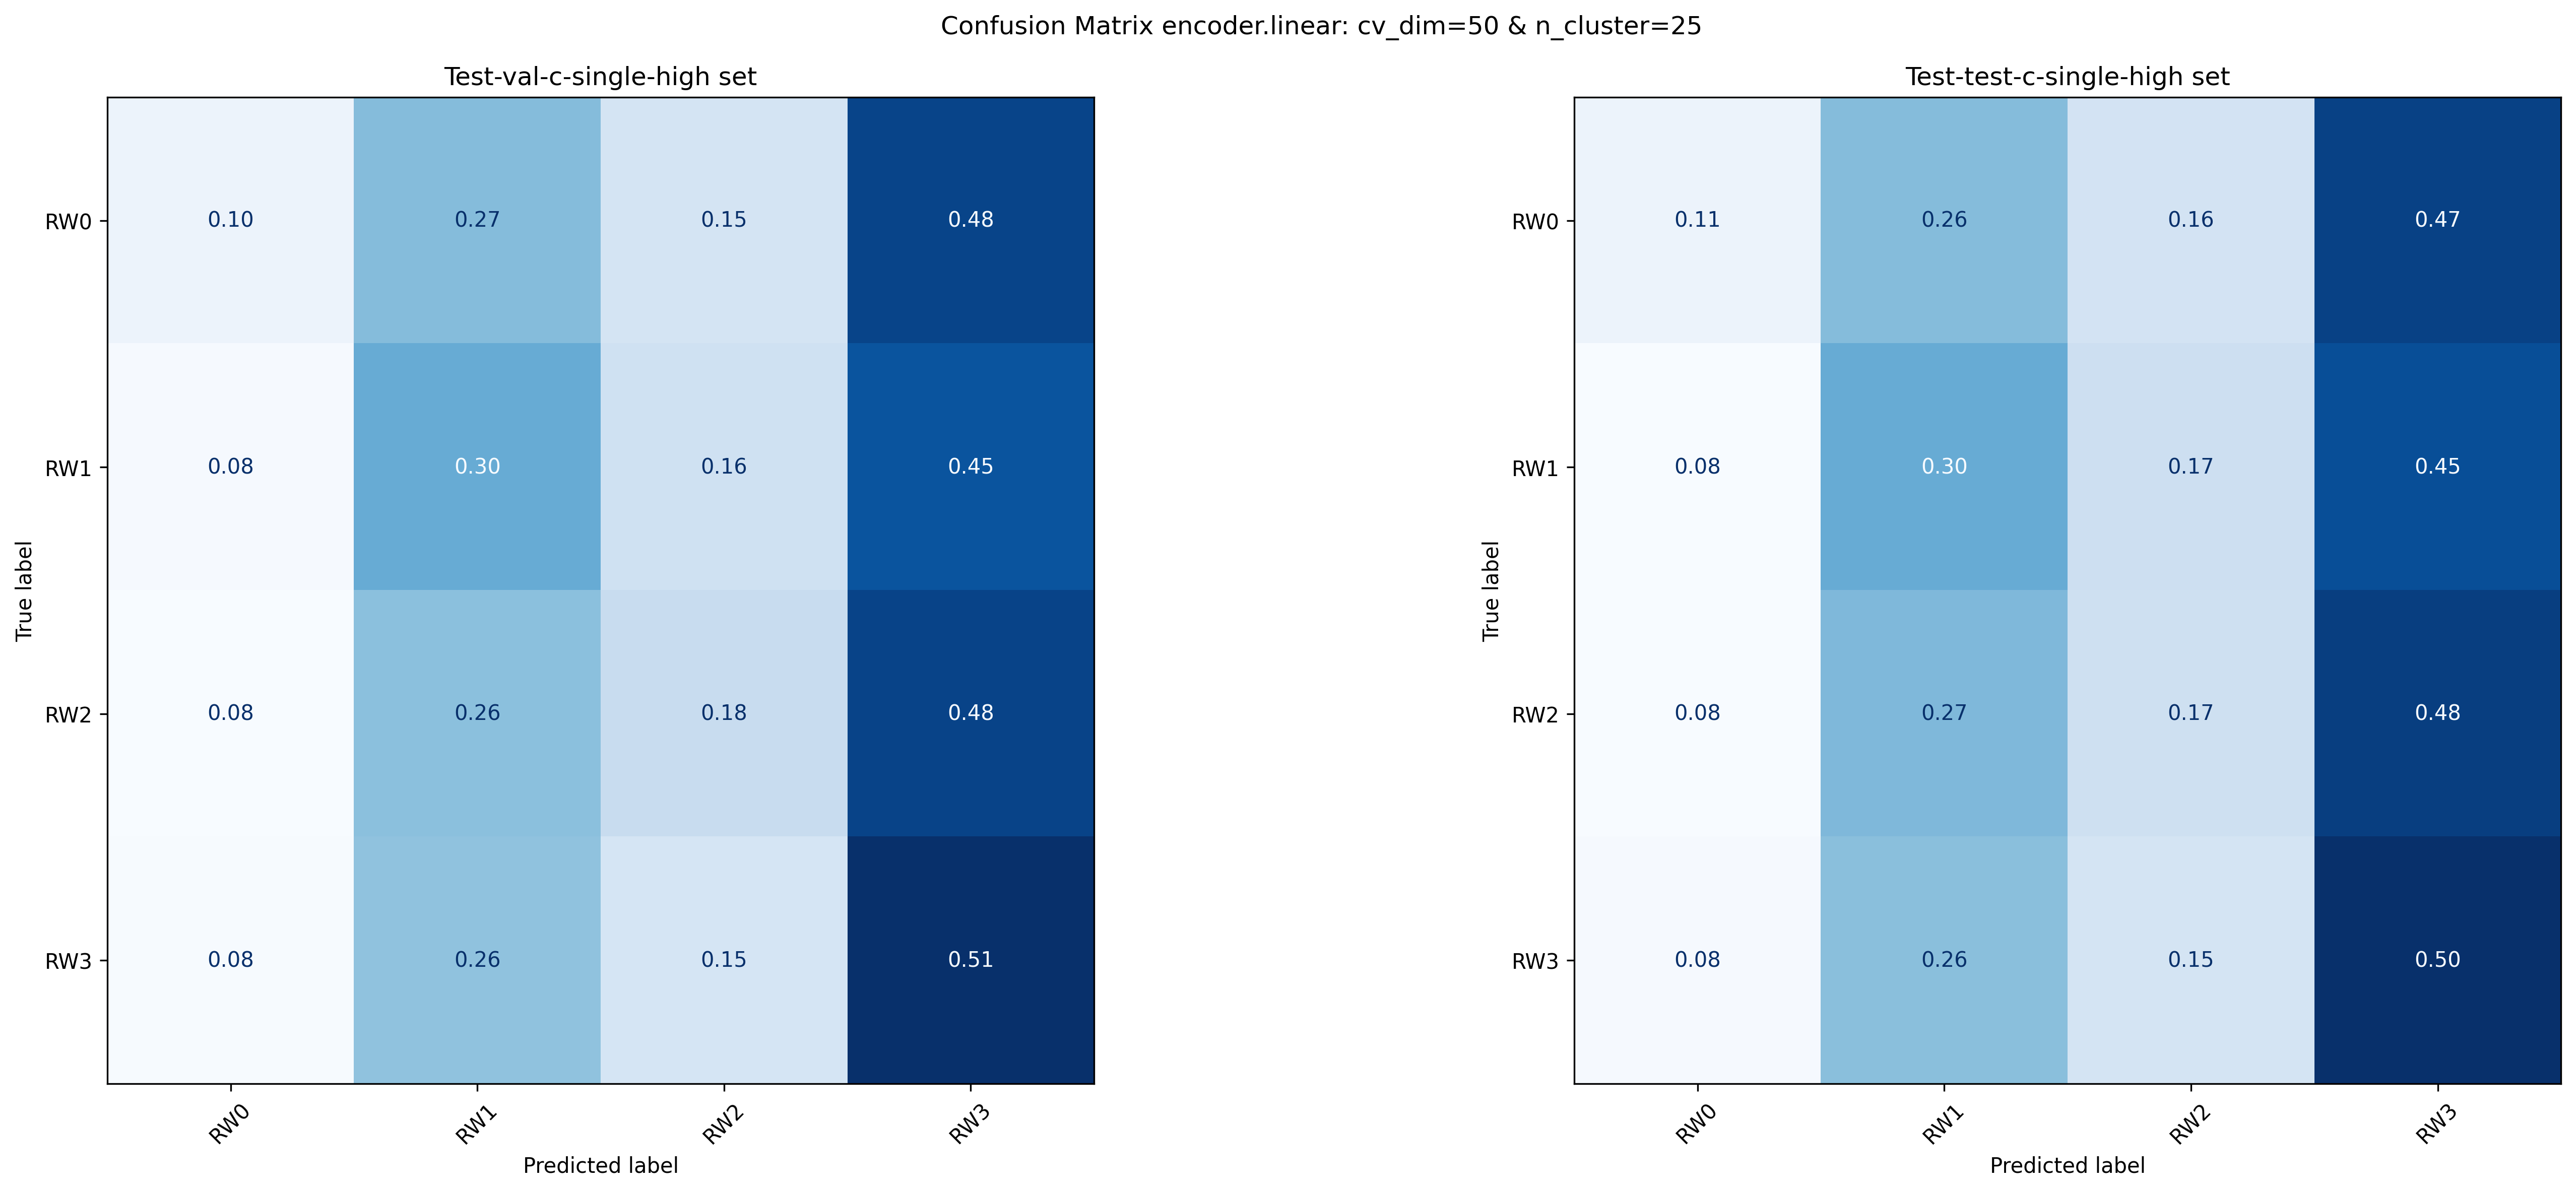 Confusion Matrix encoder.linear: cv_dim=50 & n_cluster=25
Test-val-c-single-high set
True label
RW0
0.10 0.27 0.15 0.48
RW1
0.08 0.30 0.16 0.45
RW2
0.08 0.26 0.18 0.48
RW3
0.08 0.26 0.15 0.51
RW0 RW1 RW2 RW3
Predicted label
Test-test-c-single-high set
True label
RW0
0.11 0.26 0.16 0.47
RW1
0.08 0.30 0.17 0.45
RW2
0.08 0.27 0.17 0.48
RW3
0.08 0.26 0.15 0.50
RW0 RW1 RW2 RW3
Predicted label